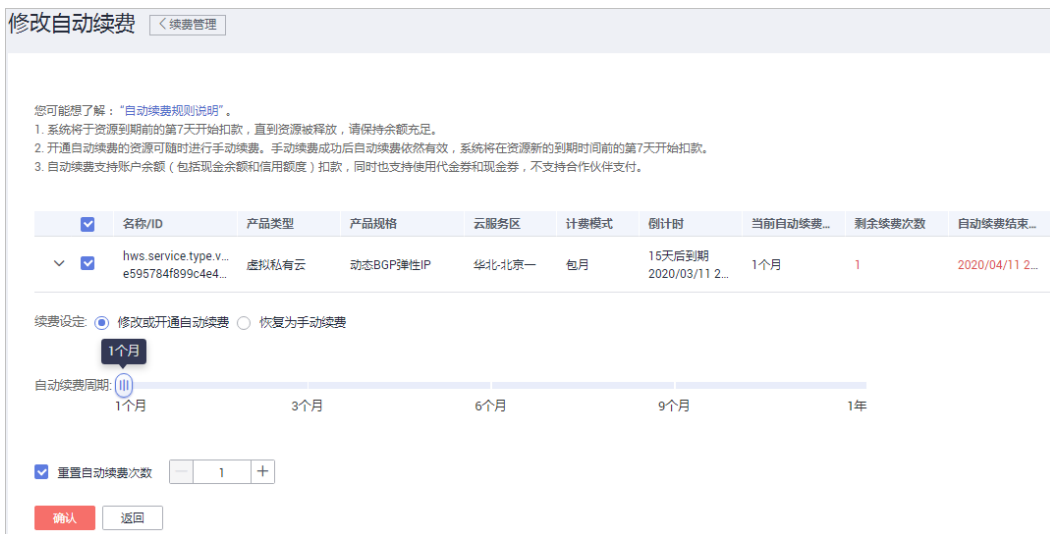 修改自动续费 <续费管理
您可能想了解：“自动续费规则说明”。
1. 系统将于资源到期前的第7天开始扣款，直到资源被释放，请保持余额充足。
2. 开通自动续费的资源可随时进行手动续费。手动续费成功后自动续费依然有效，系统将在资源新的到期时间前的第7天开始扣款。
3. 自动续费支持账户余额（包括现金余额和信用额度）扣款，同时也支持使用代金券和现金券，不支持合作伙伴支付。
名称/ID 产品类型 产品规格 云服务区 计费模式 倒计时 当前自动续费... 剩余续费次数 自动续费结束...
hws.service.type.v... 虚拟私有云 动态BGP弹性IP 华北-北京一 包月 15天后到期 1个月 1 2020/04/11 2...
e595784f899c4e4... 2020/03/11 2...
续费设定: 修改或开通自动续费 恢复为手动续费
1个月
自动续费周期:
1个月 3个月 6个月 9个月 1年
重置自动续费次数 － 1 +
确认 返回